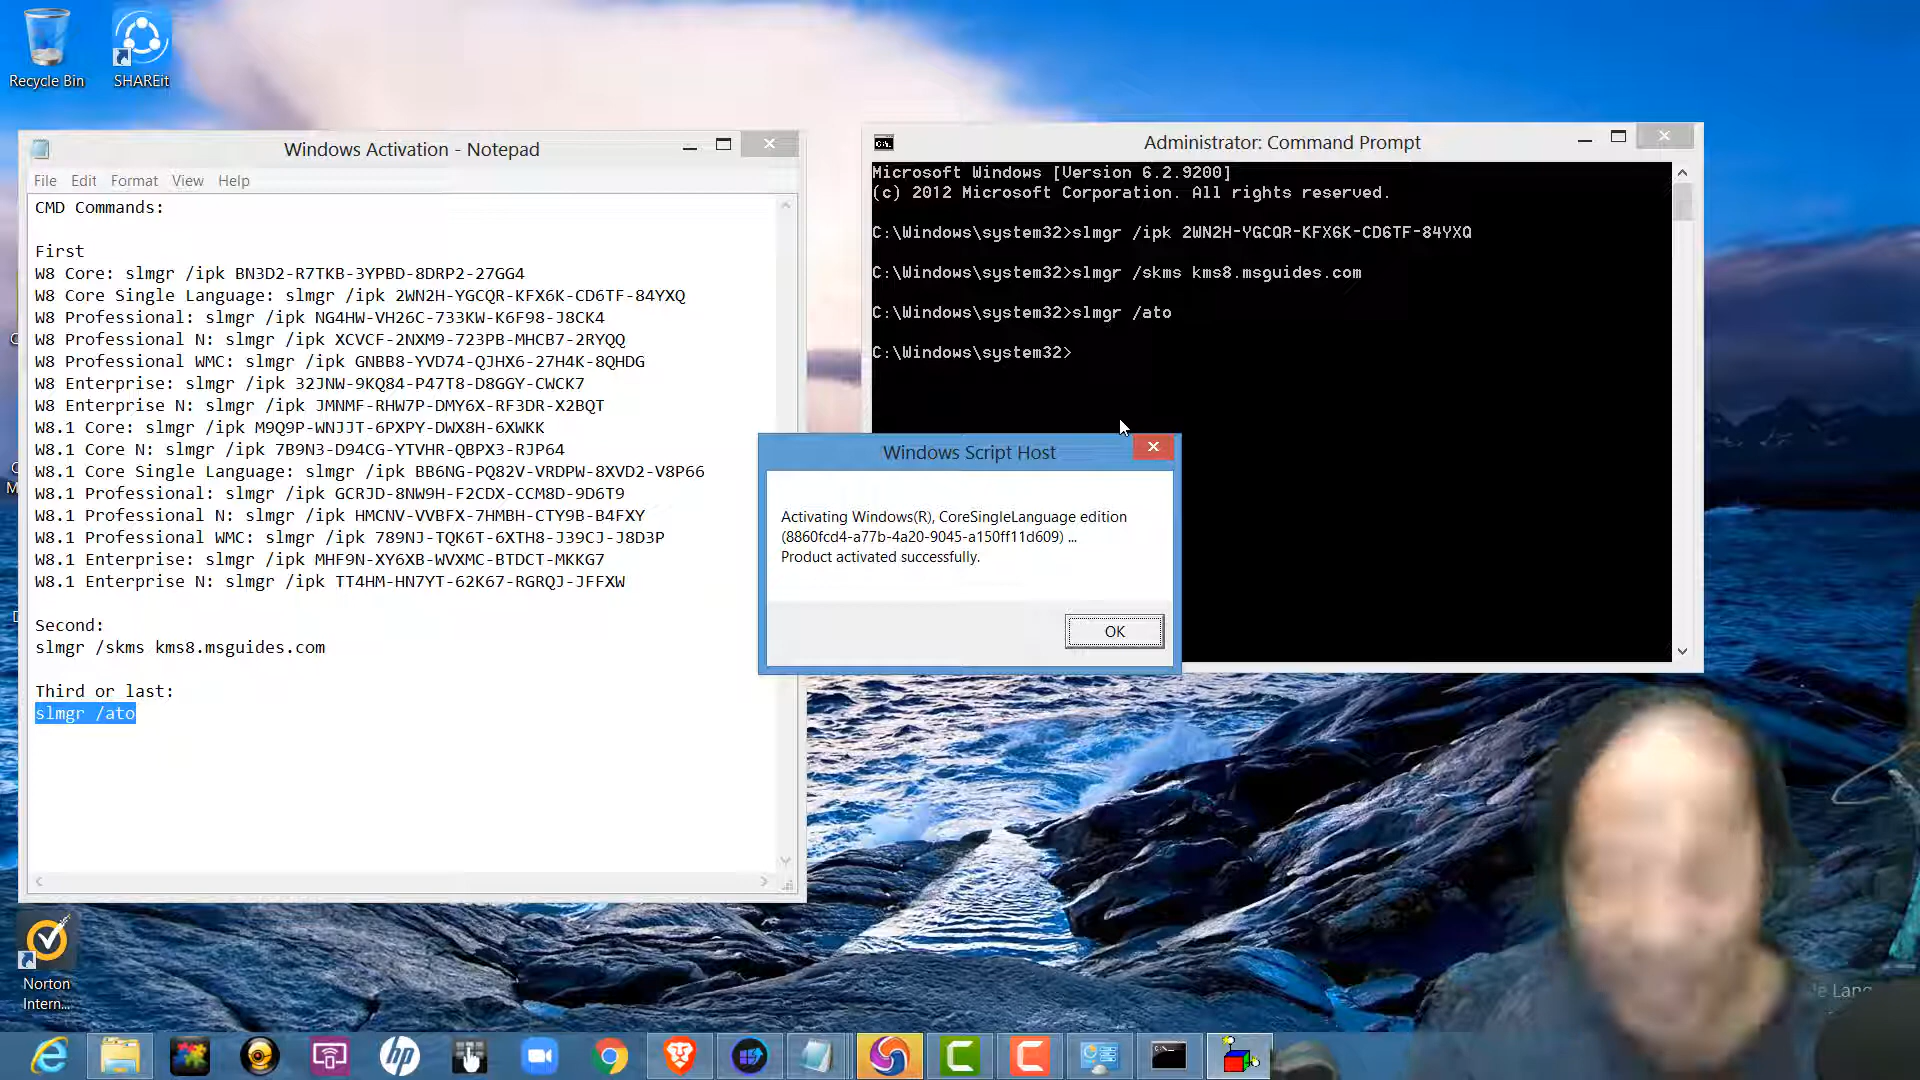 Recycle Bin
SHAREit
Windows Activation - Notepad
File Edit Format View Help
CMD Commands:
First
W8 Core: slmgr /ipk BN3D2-R7TKB-3YPBD-8DRP2-27GG4
W8 Core Single Language: slmgr /ipk 2WN2H-YGCQR-KFX6K-CD6TF-84YXQ
W8 Professional: slmgr /ipk NG4HW-VH26C-733KW-K6F98-J8CK4
W8 Professional N: slmgr /ipk XCVCF-2NXM9-723PB-MHCB7-2RYQQ
W8 Professional WMC: slmgr /ipk GNBB8-YVD74-QJHX6-27H4K-8QHDG
W8 Enterprise: slmgr /ipk 32JNW-9KQ84-P47T8-D8GGY-CWCK7
W8 Enterprise N: slmgr /ipk JMNMF-RHW7P-DMY6X-RF3DR-X2BQT
W8.1 Core: slmgr /ipk M9Q9P-WNJJT-6PXPY-DWX8H-6XWKK
W8.1 Core N: slmgr /ipk 7B9N3-D94CG-YTVHR-QBPX3-RJP64
W8.1 Core Single Language: slmgr /ipk BB6NG-PQ82V-VRDPW-8XVD2-V8P66
W8.1 Professional: slmgr /ipk GCRJD-8NW9H-F2CDX-CCM8D-9D6T9
W8.1 Professional N: slmgr /ipk HMCNV-VVBFX-7HMBH-CTY9B-B4FXY
W8.1 Professional WMC: slmgr /ipk 789NJ-TQK6T-6XTH8-J39CJ-J8D3P
W8.1 Enterprise: slmgr /ipk MHF9N-XY6XB-WVXMC-BTDCT-MKKG7
W8.1 Enterprise N: slmgr /ipk TT4HM-HN7YT-62K67-RGRQJ-JFFXW
Second:
slmgr /skms kms8.msguides.com
Third or last:
slmgr /ato
Administrator: Command Prompt
Microsoft Windows [Version 6.2.9200]
(c) 2012 Microsoft Corporation. All rights reserved.
C:\Windows\system32>slmgr /ipk 2WN2H-YGCQR-KFX6K-CD6TF-84YXQ
C:\Windows\system32>slmgr /skms kms8.msguides.com
C:\Windows\system32>slmgr /ato
C:\Windows\system32>
Windows Script Host
Activating Windows(R), CoreSingleLanguage edition
(8860fcd4-a77b-4a20-9045-a150ff11d609) ...
Product activated successfully.
OK
Norton
Intern...
hp